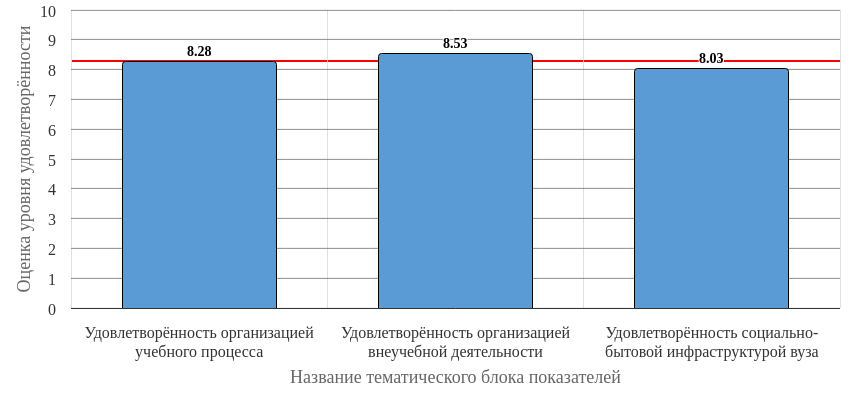 Оценка уровня удовлетворённости
10
9
8
7
6
5
4
3
2
1
0
8.28
8.53
8.03
Удовлетворённость организацией
учебного процесса
Удовлетворённость организацией
внеучебной деятельности
Удовлетворённость социально-
бытовой инфраструктурой вуза
Название тематического блока показателей